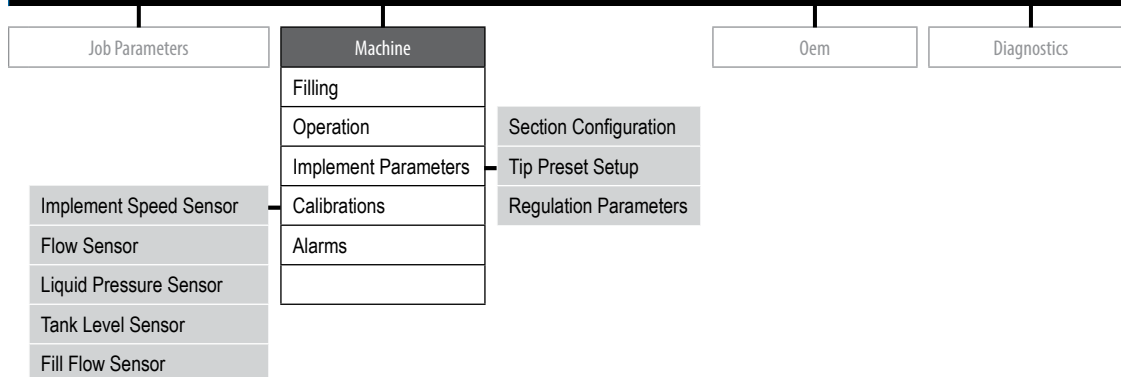 Job Parameters
Machine
Oem
Diagnostics
Filling
Operation
Implement Parameters
Calibrations
Alarms
Section Configuration
Tip Preset Setup
Regulation Parameters
Implement Speed Sensor
Flow Sensor
Liquid Pressure Sensor
Tank Level Sensor
Fill Flow Sensor